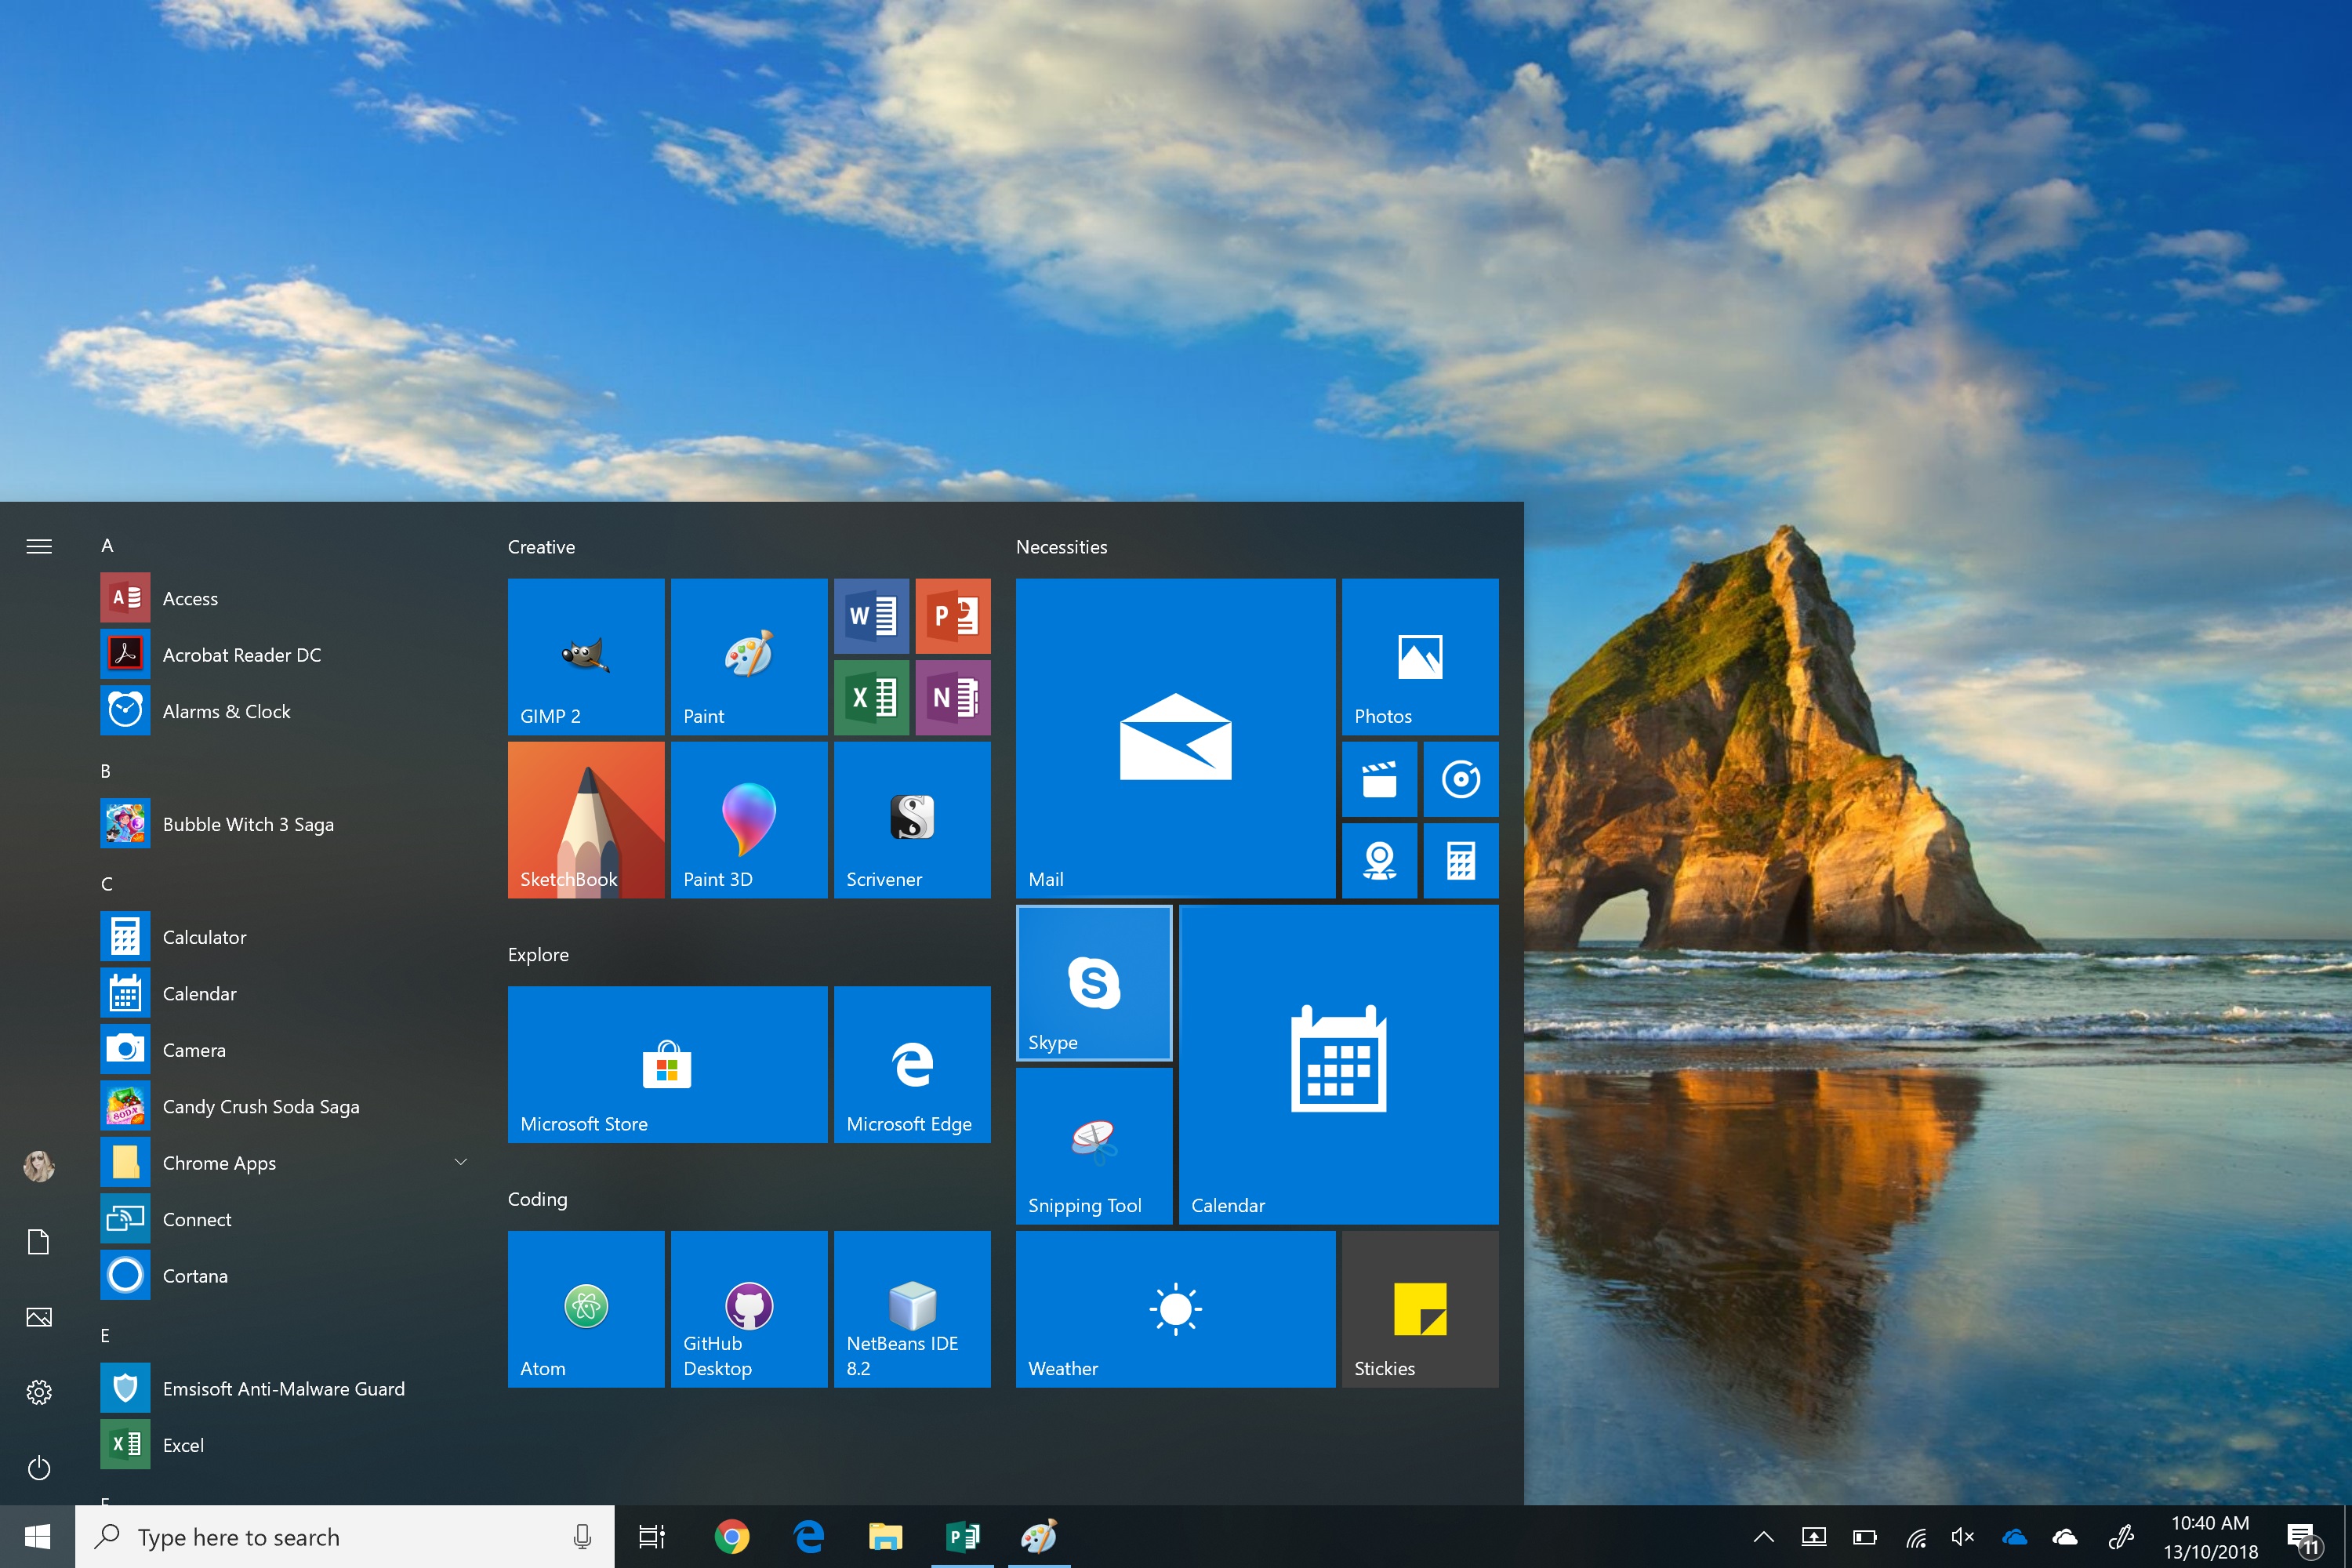 A
Access
Acrobat Reader DC
Alarms & Clock
B
Bubble Witch 3 Saga
C
Calculator
Calendar
Camera
Candy Crush Soda Saga
Chrome Apps
Connect
Cortana
E
Emsisoft Anti-Malware Guard
Excel
Creative
GIMP 2
Paint
SketchBook
Paint 3D
Scrivener
Explore
Microsoft Store
Microsoft Edge
Coding
Atom
GitHub
Desktop
NetBeans IDE
8.2
Necessities
Mail
Photos
Skype
Snipping Tool
Calendar
Weather
Stickies
Type here to search
10:40 AM
13/10/2018
11